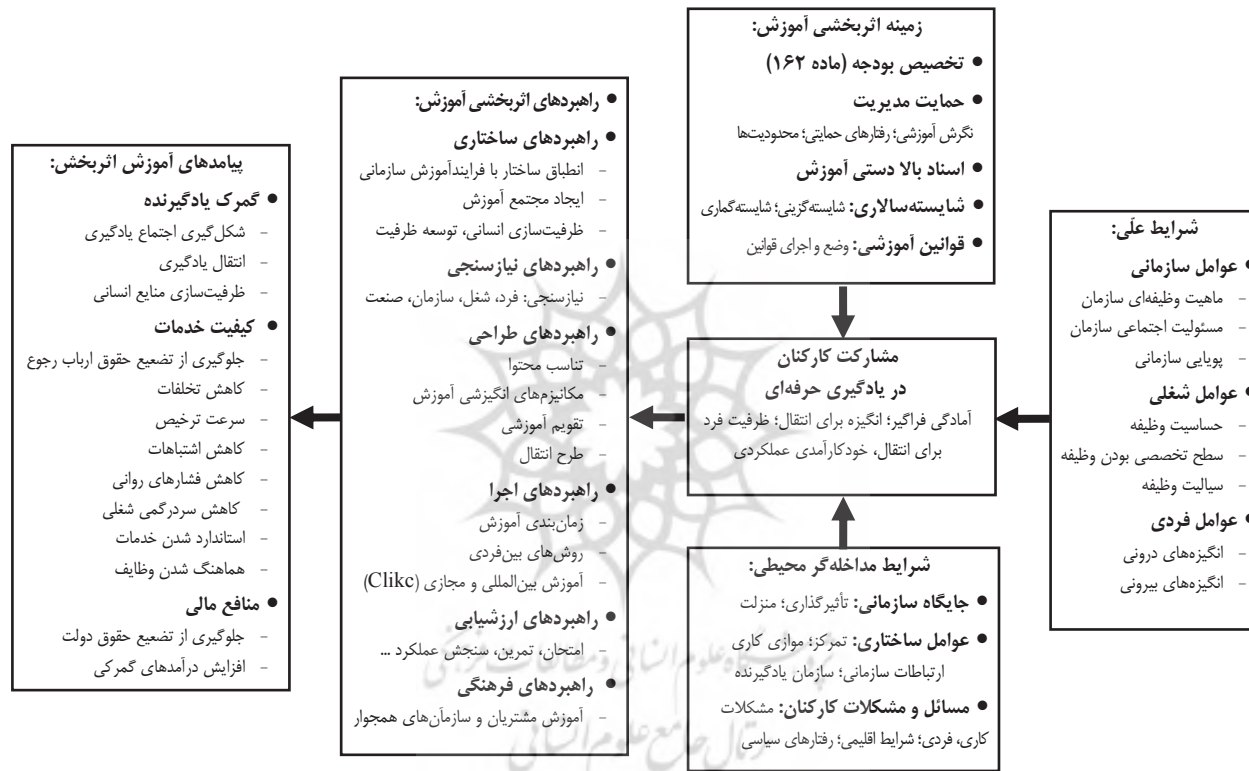 شرایط علّی:
● عوامل سازمانی
- ماهیت وظیفه‌ای سازمان
- مسئولیت اجتماعی سازمان
- پویایی سازمانی
● عوامل شغلی
- حساسیت وظیفه
- سطح تخصصی بودن وظیفه
- سیالیت وظیفه
● عوامل فردی
- انگیزه‌های درونی
- انگیزه‌های بیرونی
زمینه اثربخشی آموزش:
● تخصیص بودجه (ماده ۱۶۲)
● حمایت مدیریت
نگرش آموزشی؛ رفتارهای حمایتی؛ محدودیت‌ها
● اسناد بالا دستی آموزش
● شایسته‌سالاری: شایسته‌گزینی؛ شایسته‌گماری
● قوانین آموزشی: وضع و اجرای قوانین
مشارکت کارکنان
در یادگیری حرفه‌ای
آمادگی فراگیر؛ انگیزه برای انتقال؛ ظرفیت فرد
برای انتقال، خودکارآمدی عملکردی
شرایط مداخله‌گر محیطی:
● جایگاه سازمانی: تأثیرگذاری؛ منزلت
● عوامل ساختاری: تمرکز؛ موازی کاری
ارتباطات سازمانی؛ سازمان یادگیرنده
● مسائل و مشکلات کارکنان: مشکلات
کاری، فردی؛ شرایط اقلیمی؛ رفتارهای سیاسی
● راهبردهای اثربخشی آموزش:
● راهبردهای ساختاری
- انطباق ساختار با فرایندآموزش سازمانی
- ایجاد مجتمع آموزش
- ظرفیت‌سازی انسانی، توسعه ظرفیت
● راهبردهای نیازسنجی
- نیازسنجی: فرد، شغل، سازمان، صنعت
● راهبردهای طراحی
- تناسب محتوا
- مکانیزم‌های انگیزشی آموزش
- تقویم آموزشی
- طرح انتقال
● راهبردهای اجرا
- زمان‌بندی آموزش
- روش‌های بین‌فردی
- آموزش بین‌المللی و مجازی (Clikc)
● راهبردهای ارزشیابی
- امتحان، تمرین، سنجش عملکرد ...
● راهبردهای فرهنگی
- آموزش مشتریان و سازمان‌های همجوار
پیامدهای آموزش اثربخش:
● گمرک یادگیرنده
- شکل‌گیری اجتماع یادگیری
- انتقال یادگیری
- ظرفیت‌سازی منابع انسانی
● کیفیت خدمات
- جلوگیری از تضعیع حقوق ارباب رجوع
- کاهش تخلفات
- سرعت ترخیص
- کاهش اشتباهات
- کاهش فشارهای روانی
- کاهش سردرگمی شغلی
- استاندارد شدن خدمات
- هماهنگ شدن وظایف
● منافع مالی
- جلوگیری از تضعیع حقوق دولت
- افزایش درآمدهای گمرکی
پژوهشگاه علوم انسانی و مطالعات فرهنگی
رتال جامع علوم انسانی